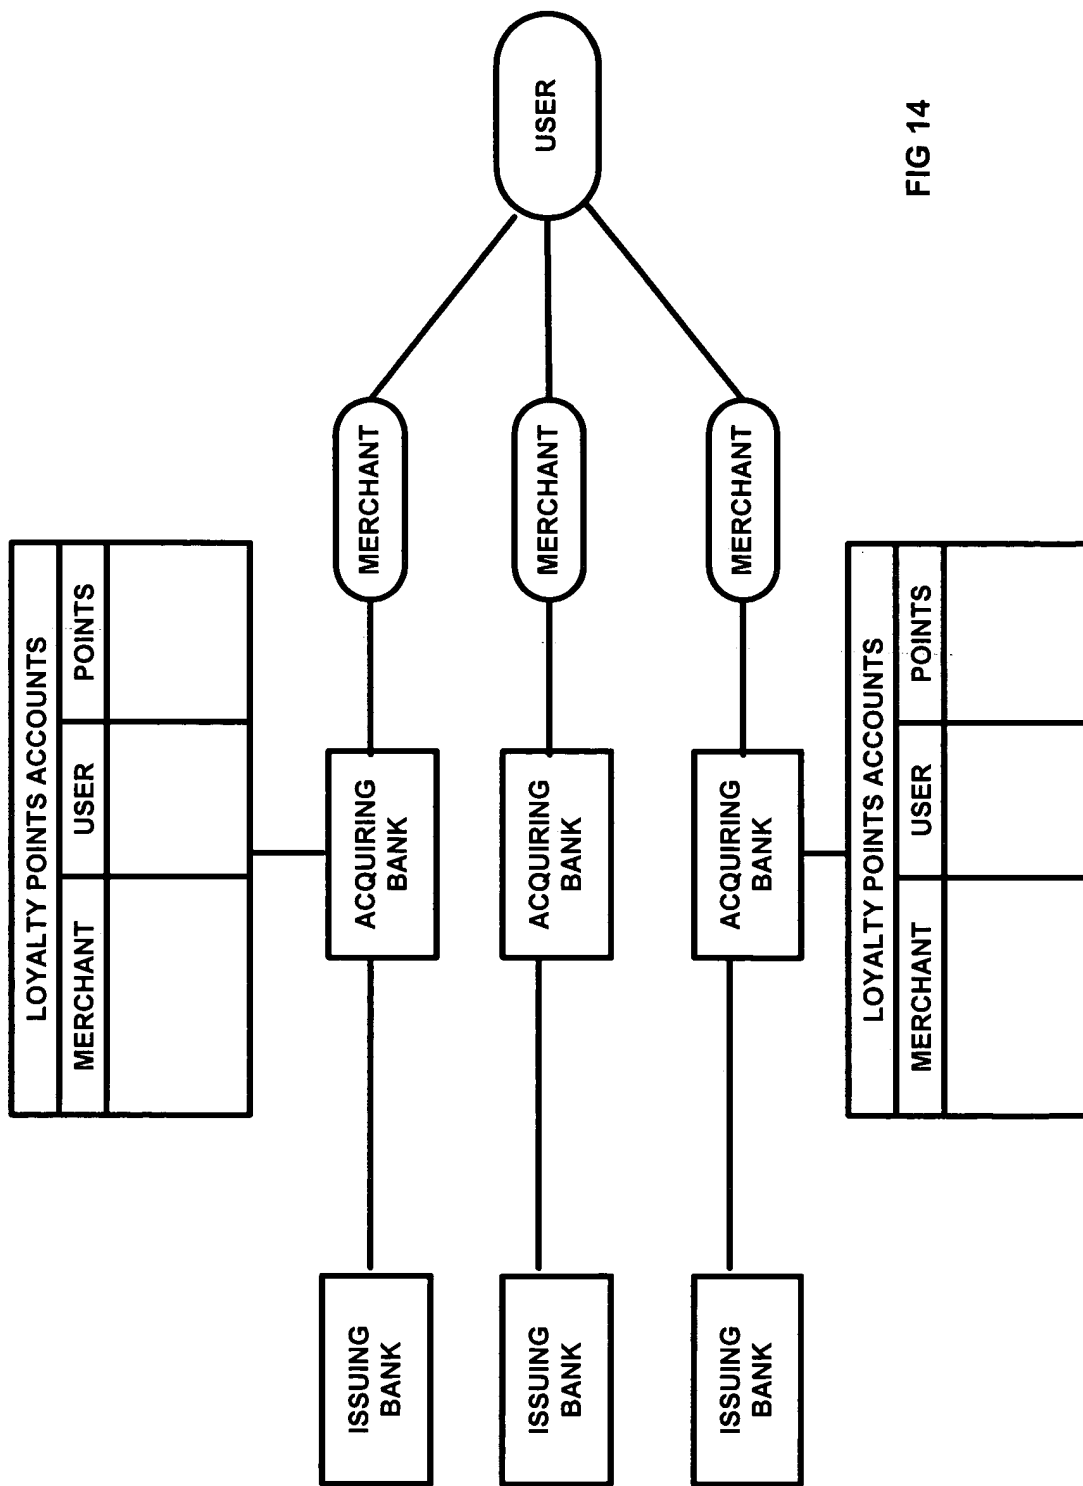 LOYALTY POINTS ACCOUNTS
MERCHANT USER POINTS
ISSUING
BANK
ACQUIRING
BANK
MERCHANT
ISSUING
BANK
ACQUIRING
BANK
MERCHANT
USER
ISSUING
BANK
ACQUIRING
BANK
MERCHANT
LOYALTY POINTS ACCOUNTS
MERCHANT USER POINTS
FIG 14